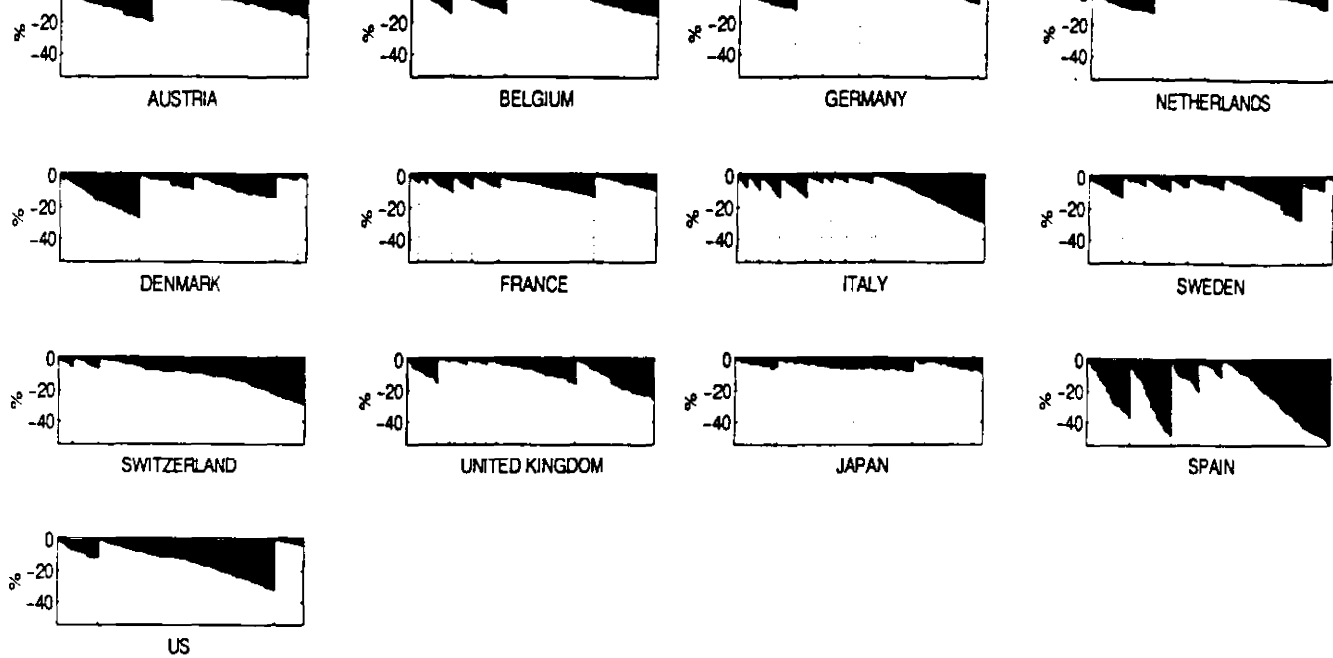 % -20 -40
% -20 -40
% -20 -40
% -20 -40
AUSTRIA BELGIUM GERMANY NETHERLANDS
0 % -20 -40
0 % -20 -40
0 % -20 -40
0 % -20 -40
DENMARK FRANCE ITALY SWEDEN
0 % -20 -40
0 % -20 -40
0 % -20 -40
0 % -20 -40
SWITZERLAND UNITED KINGDOM JAPAN SPAIN
0 % -20 -40
US